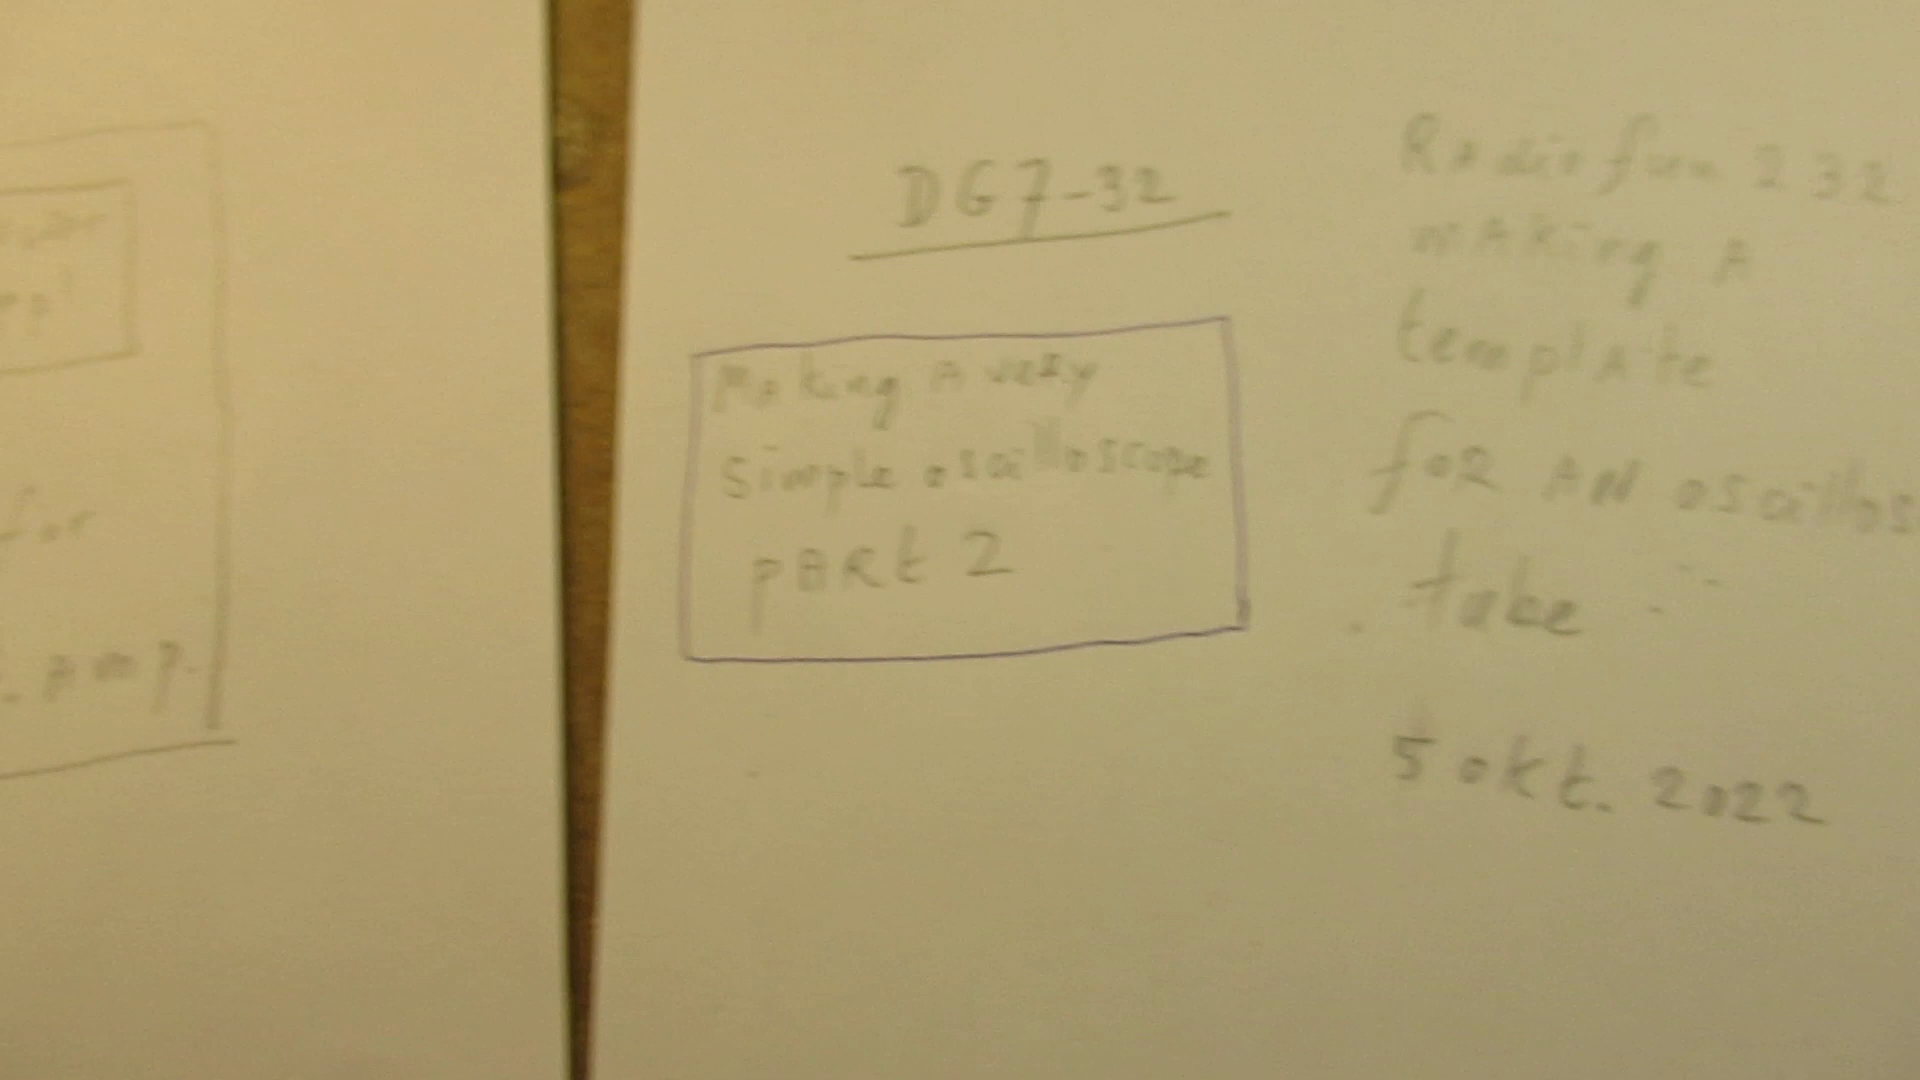 for
. Amp.
DG7-32
Making A very
simple oscilloscope
pARt 2
Radiofun 232
mAking A
templAte
foR AN oscillos
tube
5 okt. 2022